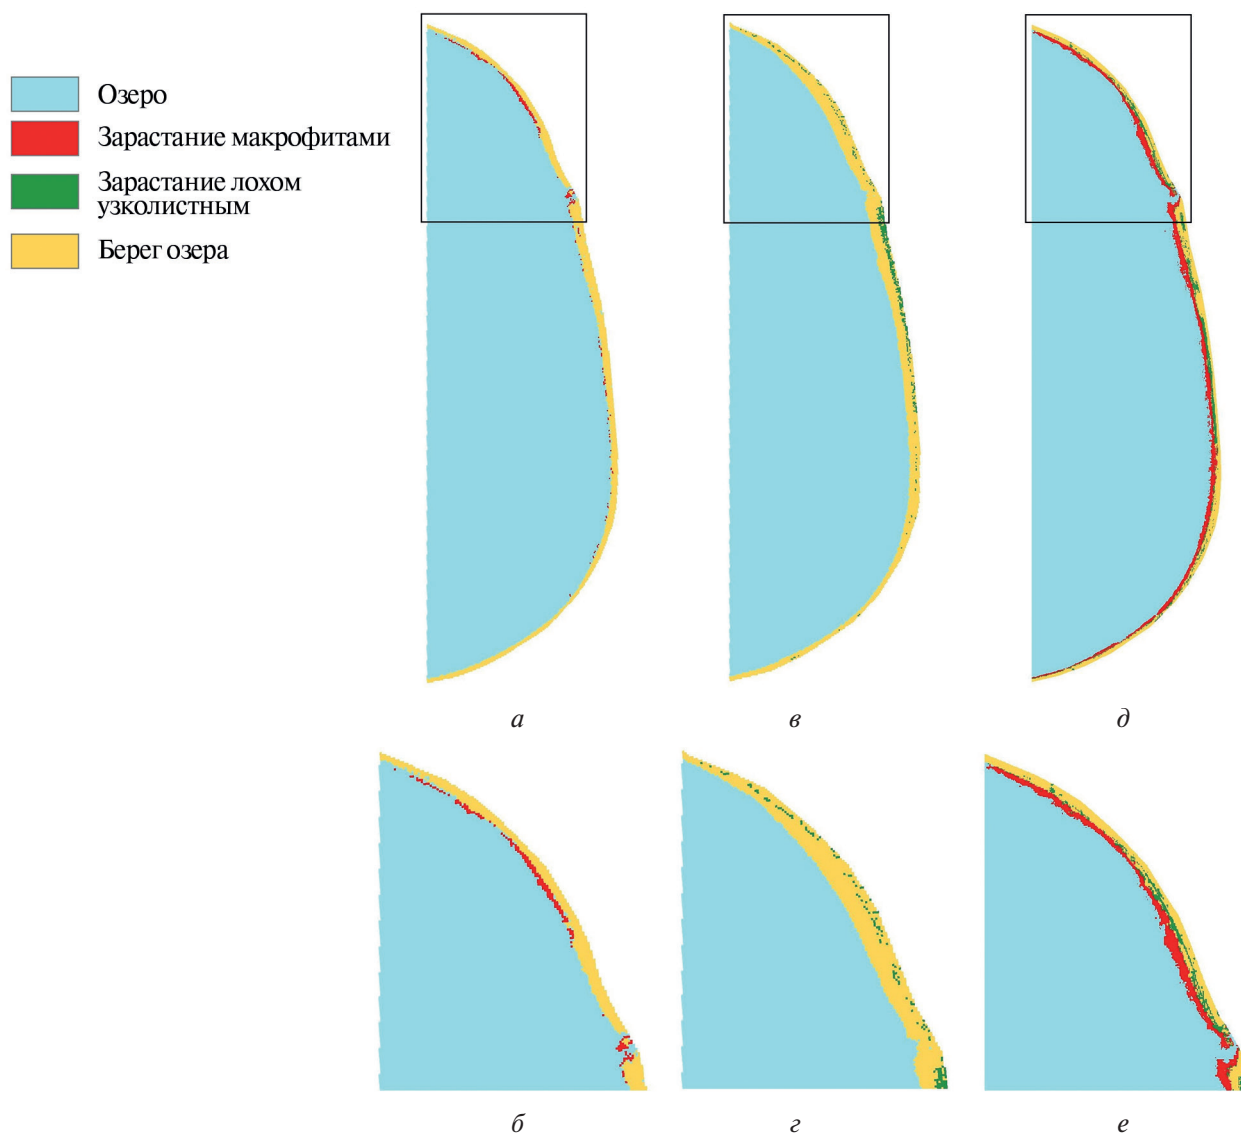 Озеро
Зарастание макрофитами
Зарастание лохом
узколистным
Берег озера
а
в
д
б
г
е